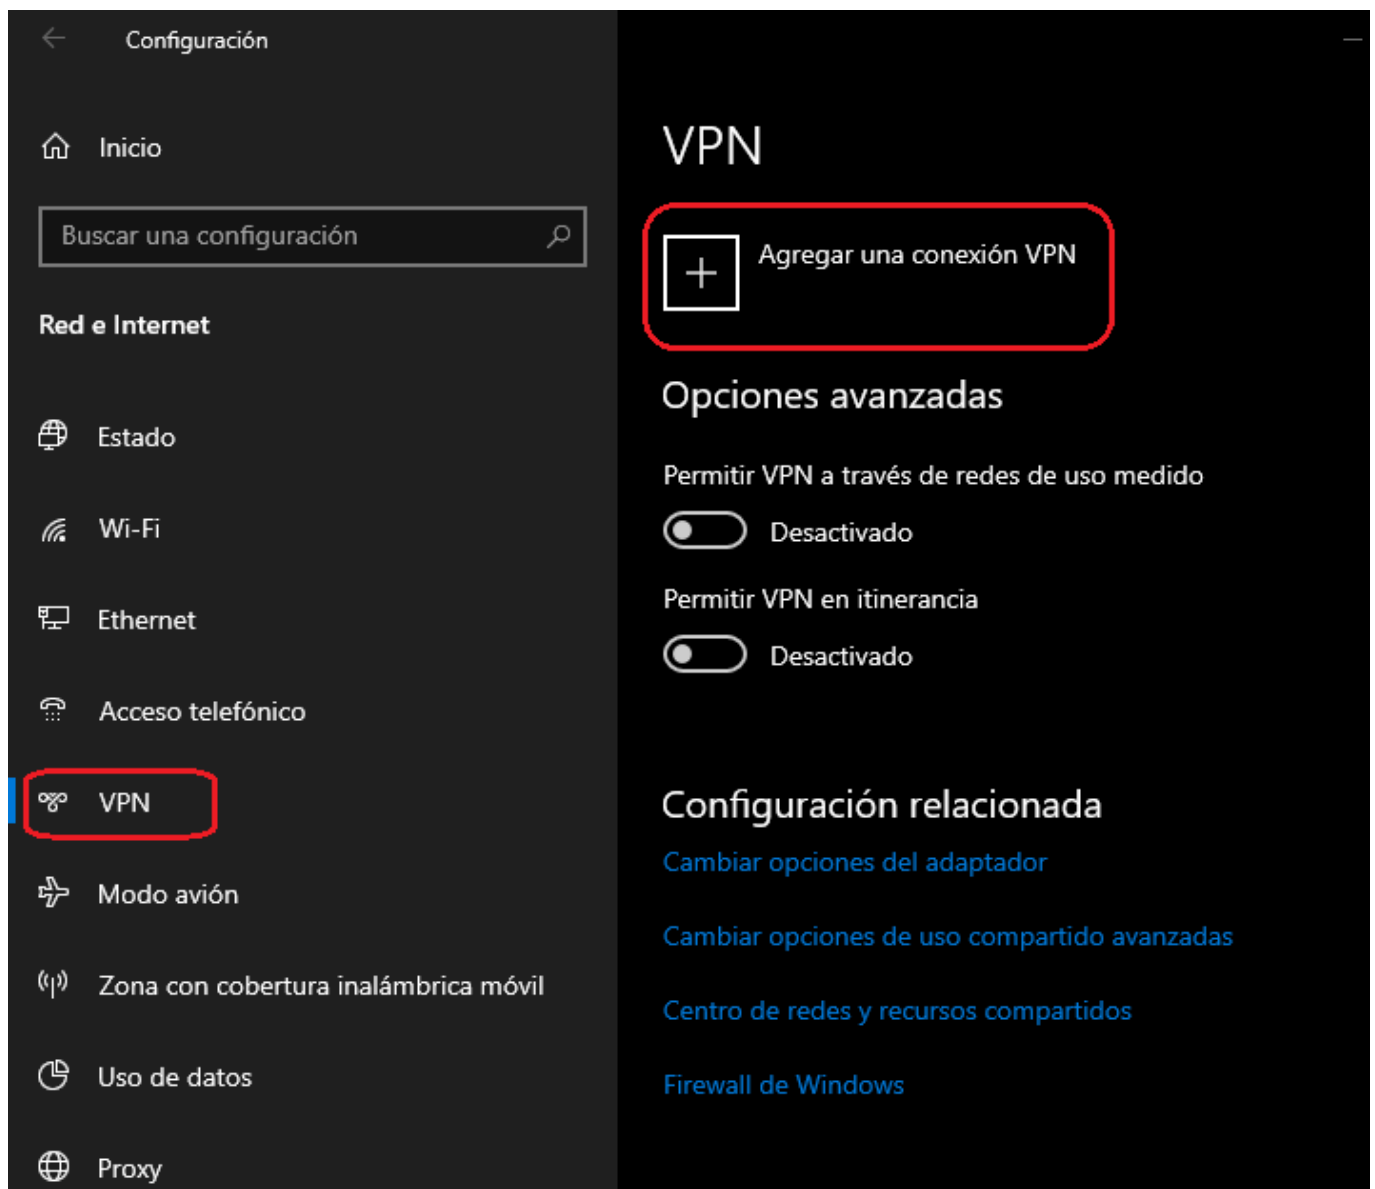 Configuración
Inicio
Buscar una configuración
Red e Internet
Estado
Wi-Fi
Ethernet
Acceso telefónico
VPN
Modo avión
Zona con cobertura inalámbrica móvil
Uso de datos
Proxy
VPN
Agregar una conexión VPN
Opciones avanzadas
Permitir VPN a través de redes de uso medido
Desactivado
Permitir VPN en itinerancia
Desactivado
Configuración relacionada
Cambiar opciones del adaptador
Cambiar opciones de uso compartido avanzadas
Centro de redes y recursos compartidos
Firewall de Windows